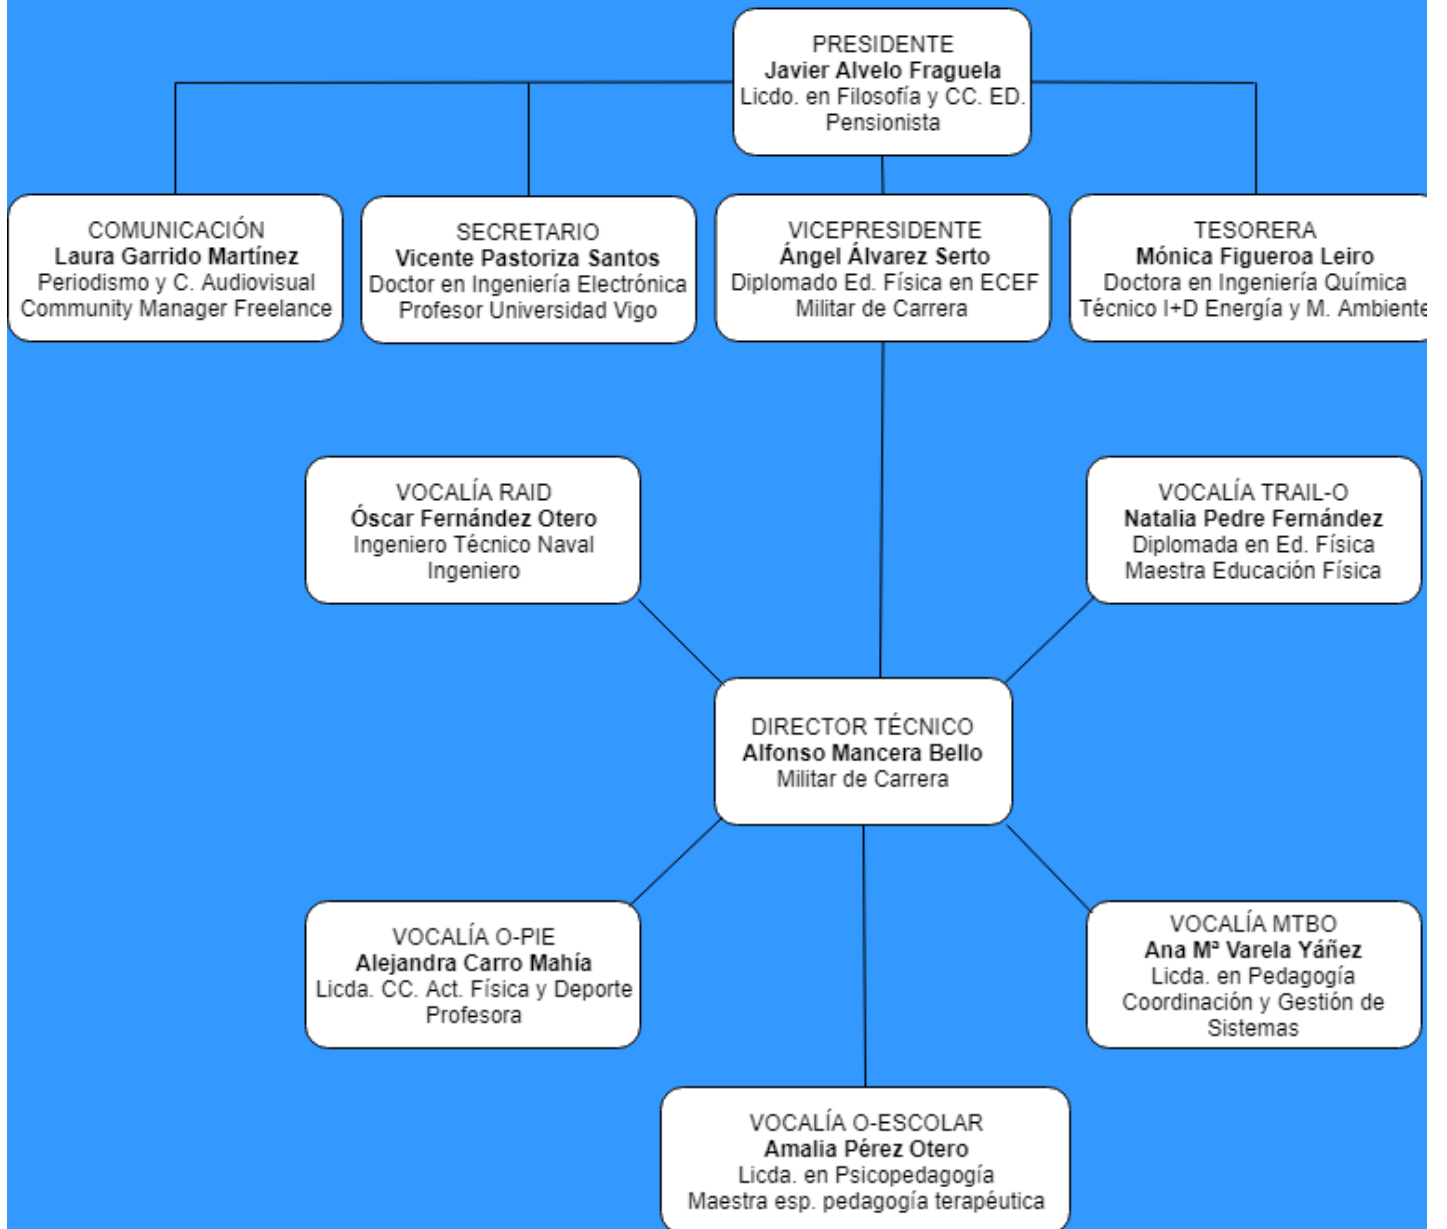 PRESIDENTE
Javier Alvelo Fraguela
Licdo. en Filosofía y CC. ED.
Pensionista
COMUNICACIÓN
Laura Garrido Martínez
Periodismo y C. Audiovisual
Community Manager Freelance
SECRETARIO
Vicente Pastoriza Santos
Doctor en Ingeniería Electrónica
Profesor Universidad Vigo
VICEPRESIDENTE
Ángel Álvarez Serto
Diplomado Ed. Física en ECEF
Militar de Carrera
TESORERA
Mónica Figueroa Leiro
Doctora en Ingeniería Química
Técnico I+D Energía y M. Ambiente
VOCALÍA RAID
Óscar Fernández Otero
Ingeniero Técnico Naval
Ingeniero
VOCALÍA TRAIL-O
Natalia Pedre Fernández
Diplomada en Ed. Física
Maestra Educación Física
DIRECTOR TÉCNICO
Alfonso Mancera Bello
Militar de Carrera
VOCALÍA O-PIE
Alejandra Carro Mahía
Licda. CC. Act. Física y Deporte
Profesora
VOCALÍA MTBO
Ana Mª Varela Yáñez
Licda. en Pedagogía
Coordinación y Gestión de
Sistemas
VOCALÍA O-ESCOLAR
Amalia Pérez Otero
Licda. en Psicopedagogía
Maestra esp. pedagogía terapéutica